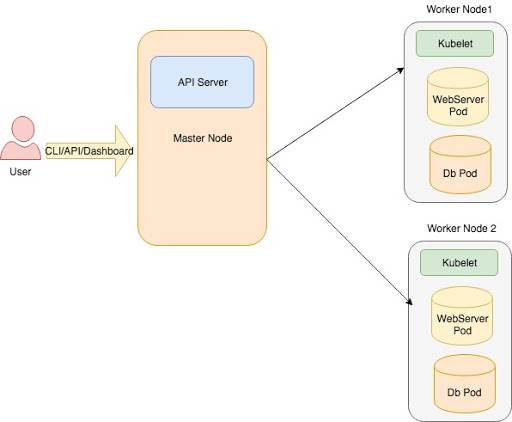 User
CLI/API/Dashboard
API Server
Master Node
Worker Node1
Kubelet
WebServer
Pod
Db Pod
Worker Node 2
Kubelet
WebServer
Pod
Db Pod